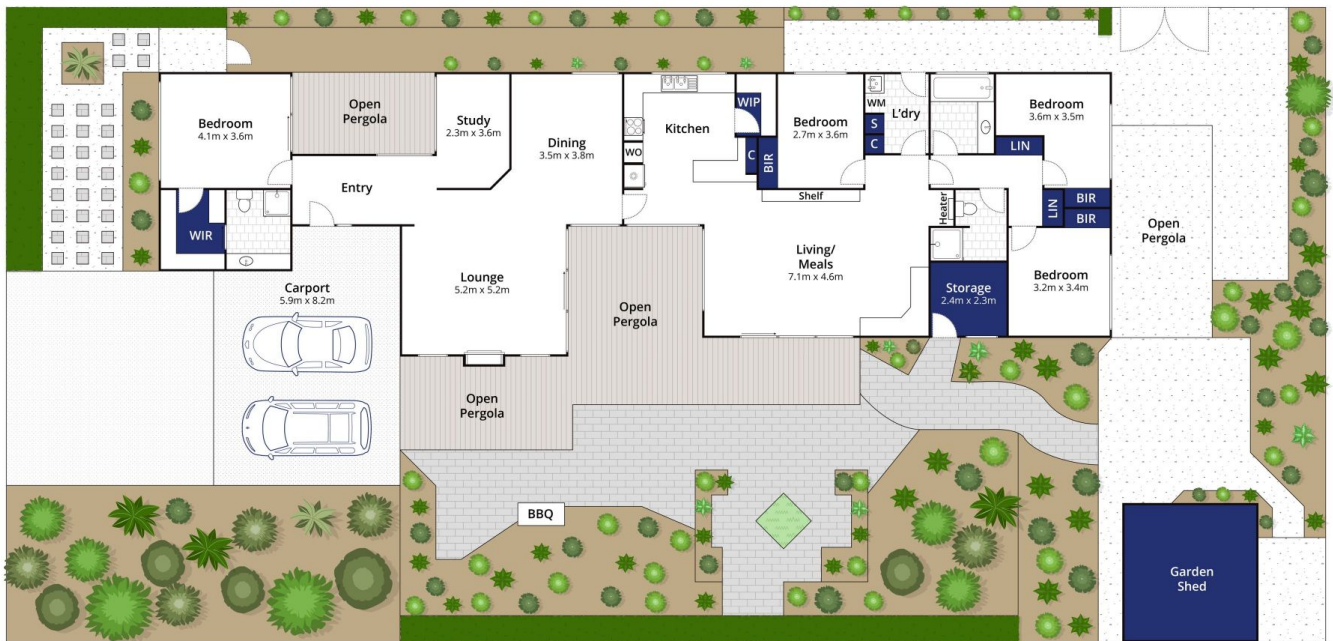 Bedroom
4.1m x 3.6m
Open
Pergola
Study
2.3m x 3.6m
Dining
3.5m x 3.8m
WO
Kitchen
WIP
C
BIR
Bedroom
2.7m x 3.6m
WM
S
C
L'dry
Bedroom
3.6m x 3.5m
LIN
Entry
WIR
Shelf
Heater
LIN
BIR
BIR
Open
Pergola
Carport
5.9m x 8.2m
Lounge
5.2m x 5.2m
Open
Pergola
Living/
Meals
7.1m x 4.6m
Storage
2.4m x 2.3m
Bedroom
3.2m x 3.4m
Open
Pergola
BBQ
Garden
Shed